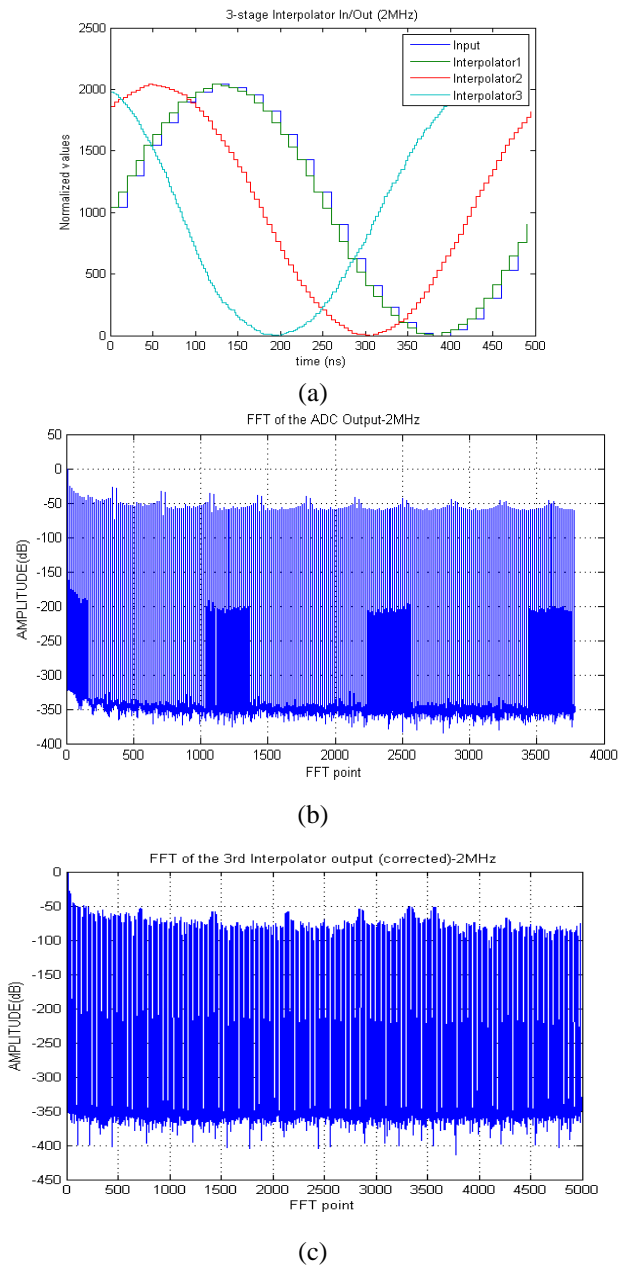 3-stage Interpolator In/Out (2MHz)
Input
Interpolator1
Interpolator2
Interpolator3
Normalized values
2500
2000
1500
1000
500
0
0 50 100 150 200 250 300 350 400 450 500
time (ns)
(a)
FFT of the ADC Output-2MHz
AMPLITUDE(dB)
50
0
-50
-100
-150
-200
-250
-300
-350
-400
0 500 1000 1500 2000 2500 3000 3500 4000
FFT point
(b)
FFT of the 3rd Interpolator output (corrected)-2MHz
AMPLITUDE(dB)
0
-50
-100
-150
-200
-250
-300
-350
-400
-450
0 500 1000 1500 2000 2500 3000 3500 4000 4500 5000
FFT point
(c)